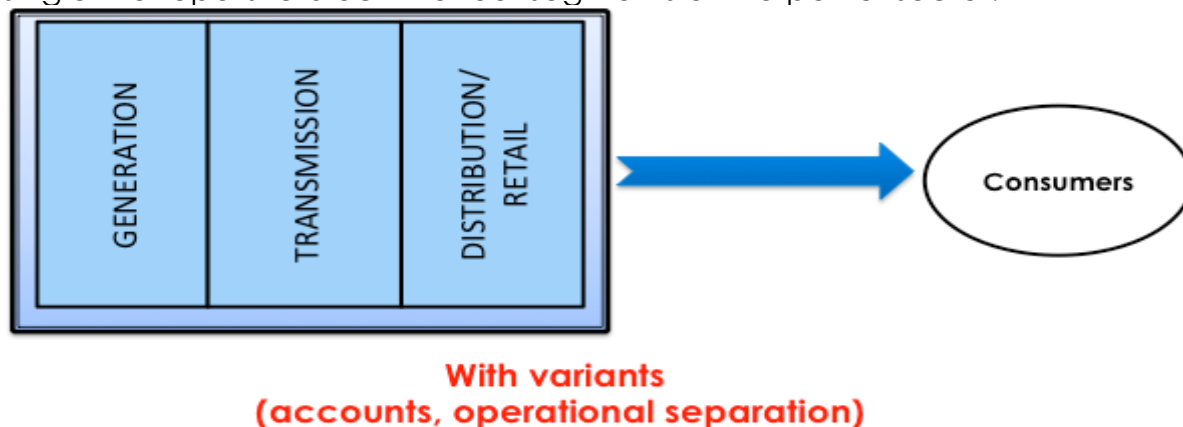 GENERATION
TRANSMISSION
DISTRIBUTION/
RETAIL
Consumers
With variants
(accounts, operational separation)